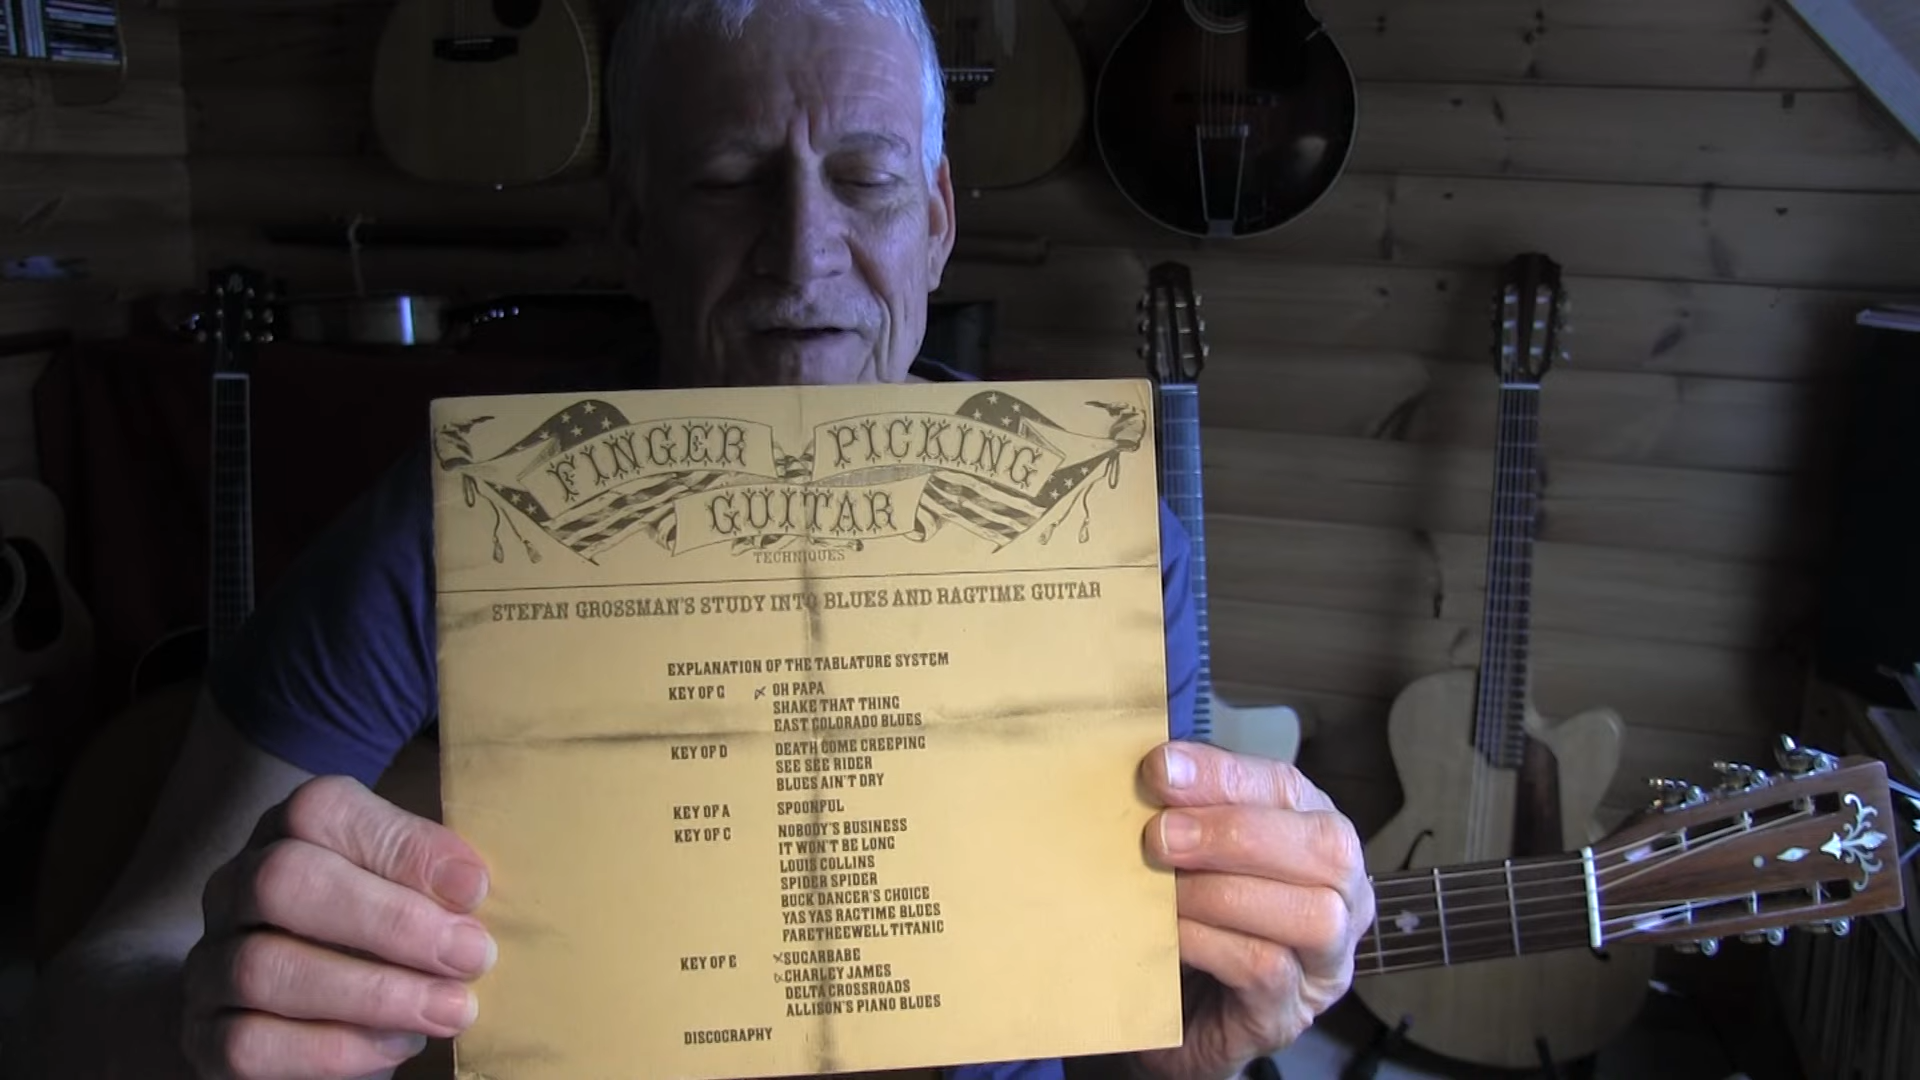 FINGER PICKING
GUITAR
TECHNIQUES
STEFAN GROSSMAN'S STUDY INTO BLUES AND RAGTIME GUITAR
EXPLANATION OF THE TABLATURE SYSTEM
KEY OF G OH PAPA
SHAKE THAT THING
EAST COLORADO BLUES
KEY OF D DEATH COME CREEPING
SEE SEE RIDER
BLUES AIN'T DRY
KEY OF A SPOONFUL
KEY OF C NOBODY'S BUSINESS
IT WON'T BE LONG
LOUIS COLLINS
SPIDER SPIDER
BUCK DANCER'S CHOICE
YAS YAS RAGTIME BLUES
FARETHEEWELL TITANIC
KEY OF E SUGARBABE
CHARLEY JAMES
DELTA CROSSROADS
ALLISON'S PIANO BLUES
DISCOGRAPHY